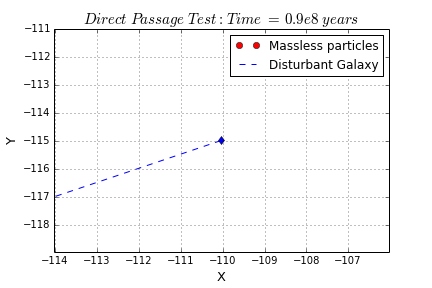 Direct Passage Test : Time = 0.9e8 years
-111
Massless particles
-112
Disturbant Galaxy
-113
-114
Y
-115
-116
-117
-118
-114 -113 -112 -111 -110 -109 -108 -107
X